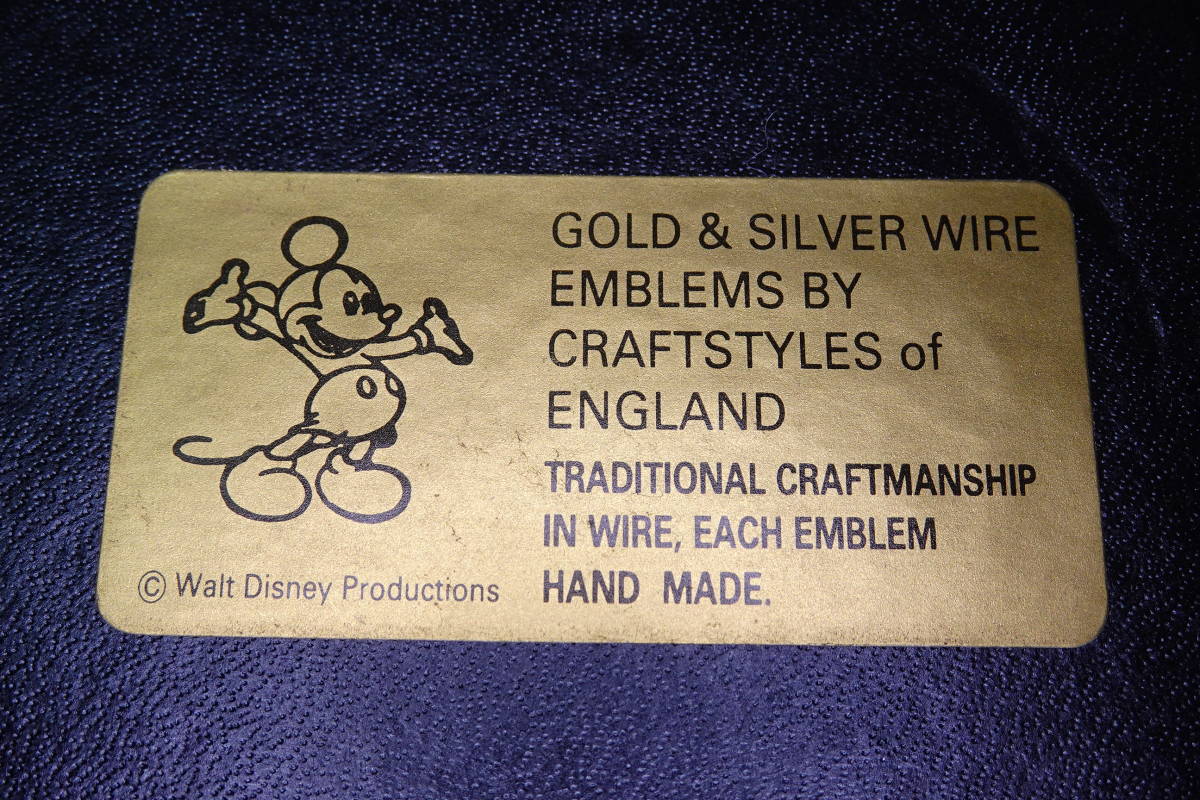 GOLD & SILVER WIRE
EMBLEMS BY
CRAFTSTYLES of
ENGLAND
TRADITIONAL CRAFTMANSHIP
IN WIRE, EACH EMBLEM
HAND MADE.
© Walt Disney Productions